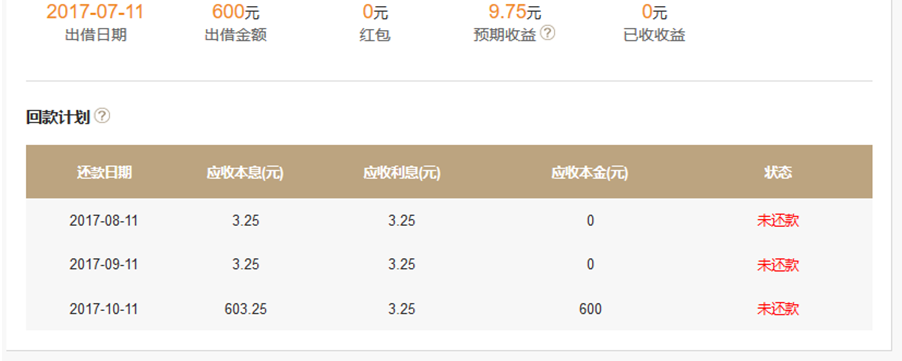 2017-07-11 600元 0元 9.75元 0元
出借日期 出借金额 红包 预期收益 ? 已收收益
回款计划 ?
还款日期 应收本息(元) 应收利息(元) 应收本金(元) 状态
2017-08-11 3.25 3.25 0 未还款
2017-09-11 3.25 3.25 0 未还款
2017-10-11 603.25 3.25 600 未还款